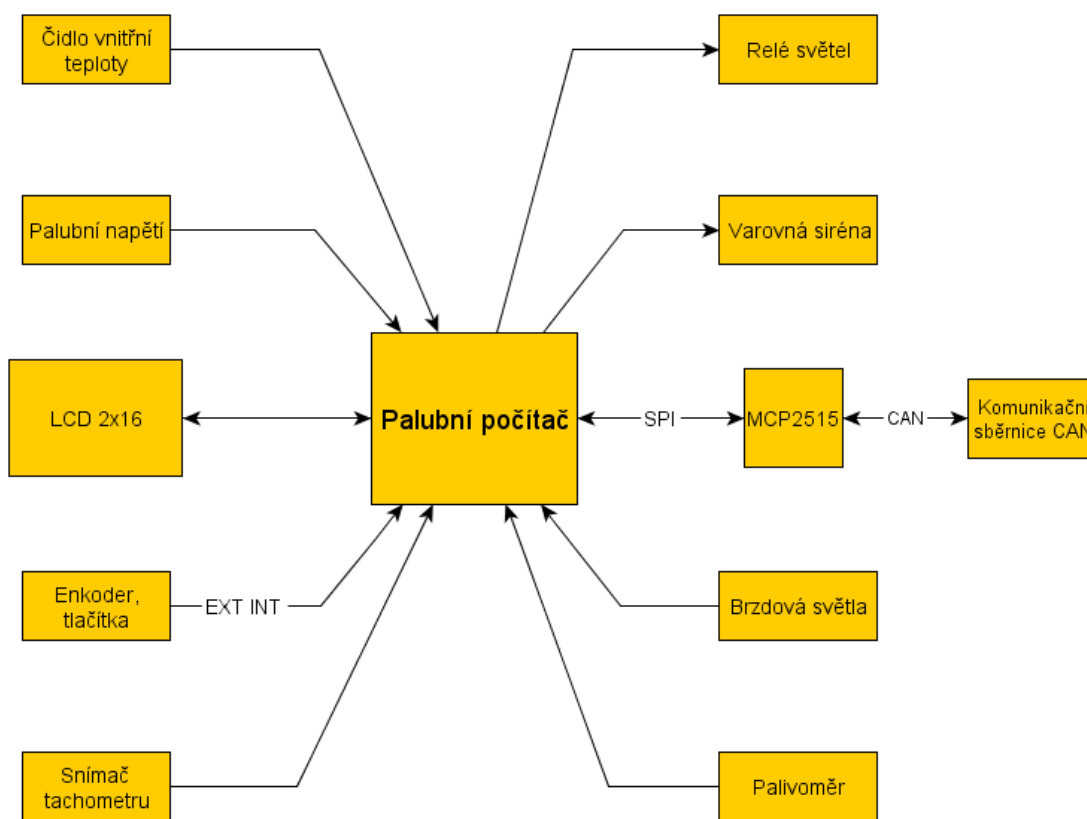 Čidlo vnitřní
teploty
Relé světel
Palubní napětí
Varovná siréna
LCD 2x16
Palubní počítač
SPI
MCP2515
CAN
Komunikační
sběrnice CAN
Enkoder,
tlačítka
EXT INT
Brzdová světla
Snímač
tachometru
Palivoměr